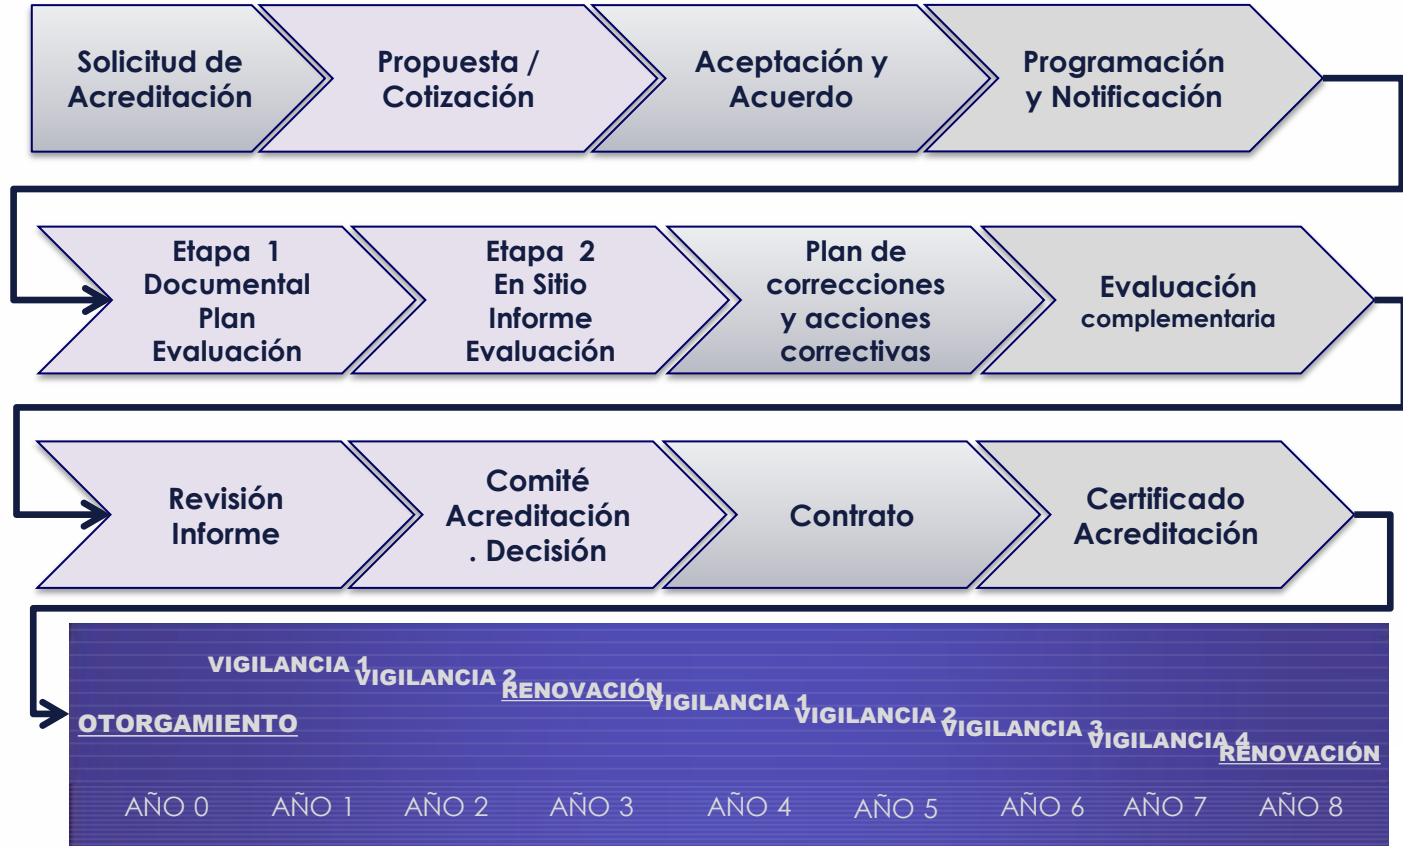 Solicitud de
Acreditación
Propuesta /
Cotización
Aceptación y
Acuerdo
Programación
y Notificación
Etapa 1
Documental
Plan
Evaluación
Etapa 2
En Sitio
Informe
Evaluación
Plan de
correcciones
y acciones
correctivas
Evaluación
complementaria
Revisión
Informe
Comité
Acreditación
. Decisión
Contrato
Certificado
Acreditación
OTORGAMIENTO
VIGILANCIA 1
VIGILANCIA 2
RENOVACIÓN
VIGILANCIA 1
VIGILANCIA 2
VIGILANCIA 3
VIGILANCIA 4
RENOVACIÓN
AÑO 0
AÑO 1
AÑO 2
AÑO 3
AÑO 4
AÑO 5
AÑO 6
AÑO 7
AÑO 8